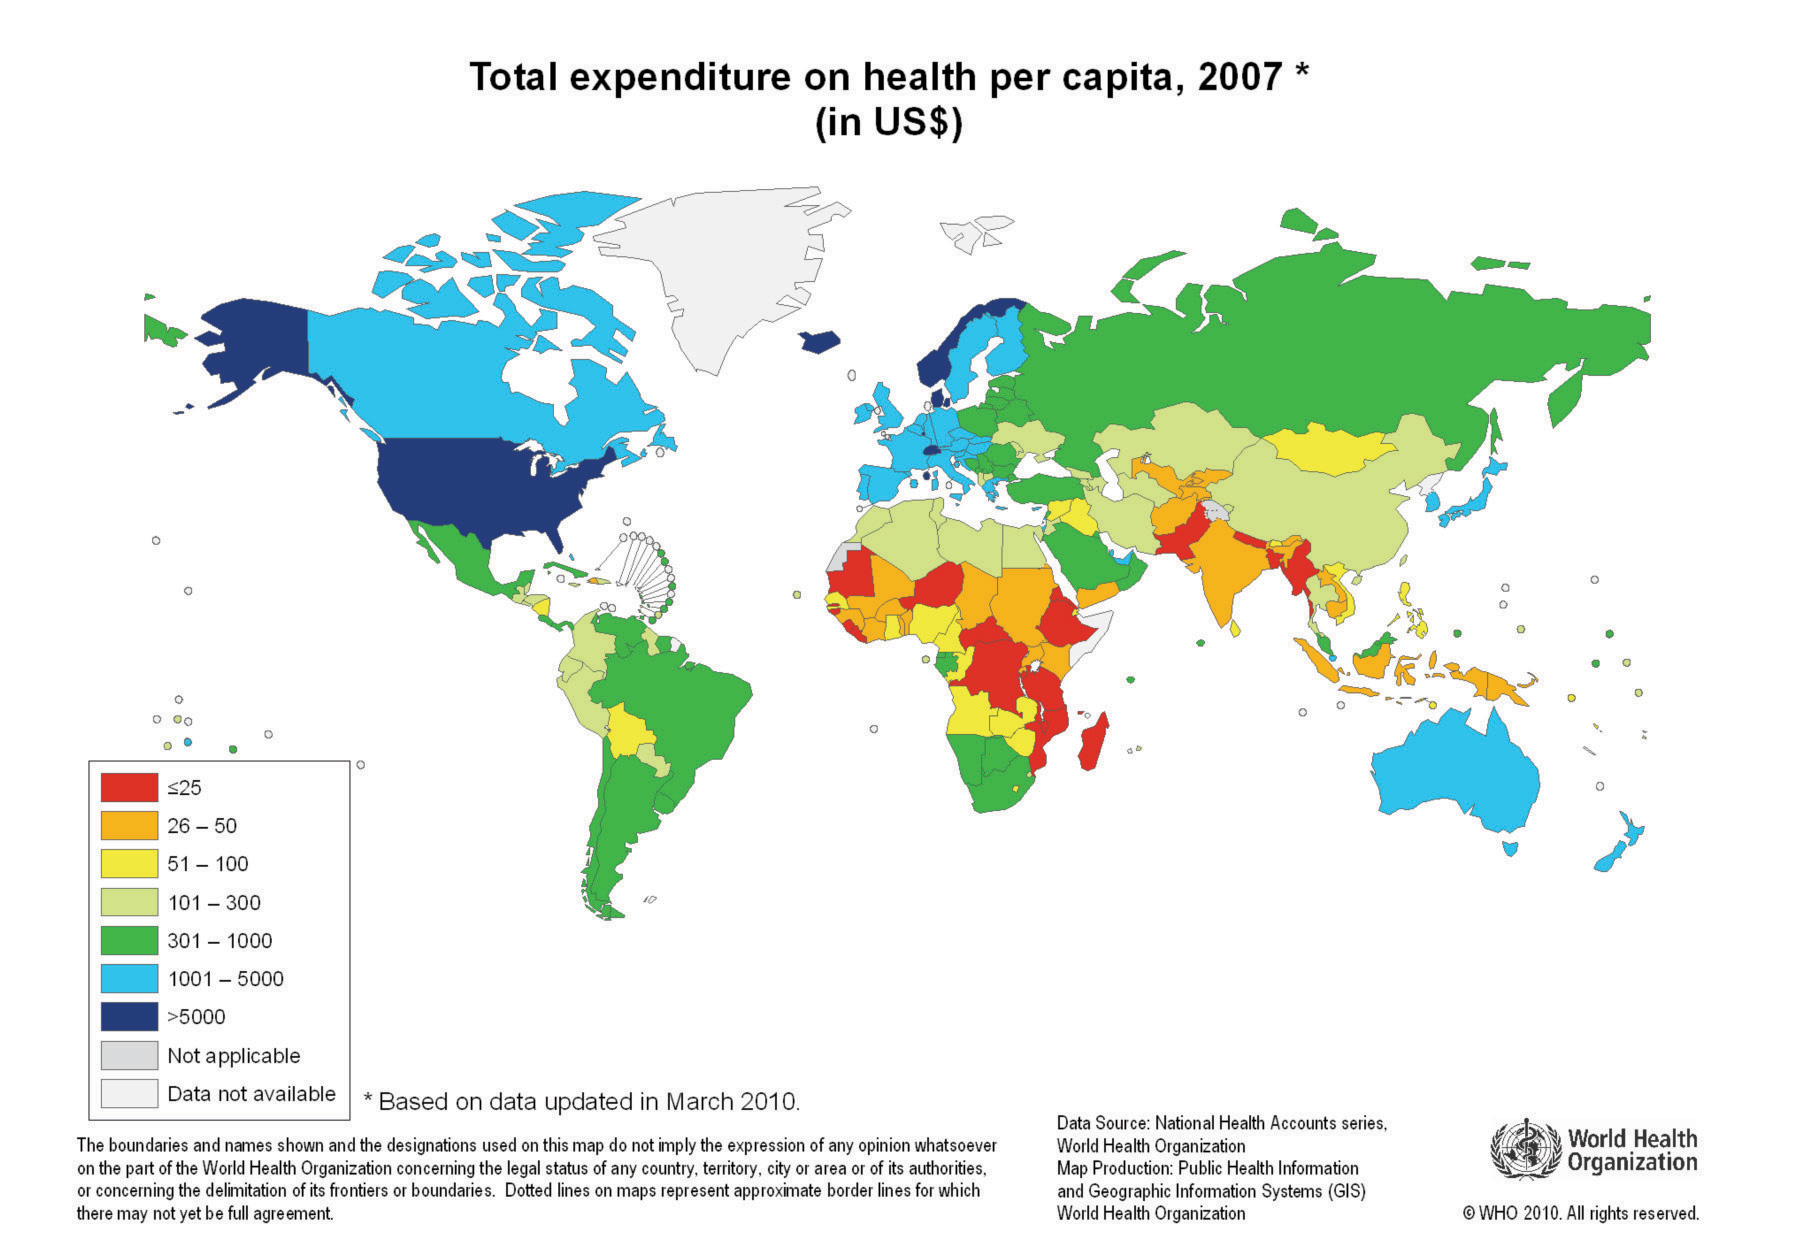 Total expenditure on health per capita, 2007 *
(in US$)
≤25
26 – 50
51 – 100
101 – 300
301 – 1000
1001 – 5000
>5000
Not applicable
Data not available
* Based on data updated in March 2010.
The boundaries and names shown and the designations used on this map do not imply the expression of any opinion whatsoever
on the part of the World Health Organization concerning the legal status of any country, territory, city or area or of its authorities,
or concerning the delimitation of its frontiers or boundaries. Dotted lines on maps represent approximate border lines for which
there may not yet be full agreement.
Data Source: National Health Accounts series,
World Health Organization
Map Production: Public Health Information
and Geographic Information Systems (GIS)
World Health Organization
World Health
Organization
© WHO 2010. All rights reserved.